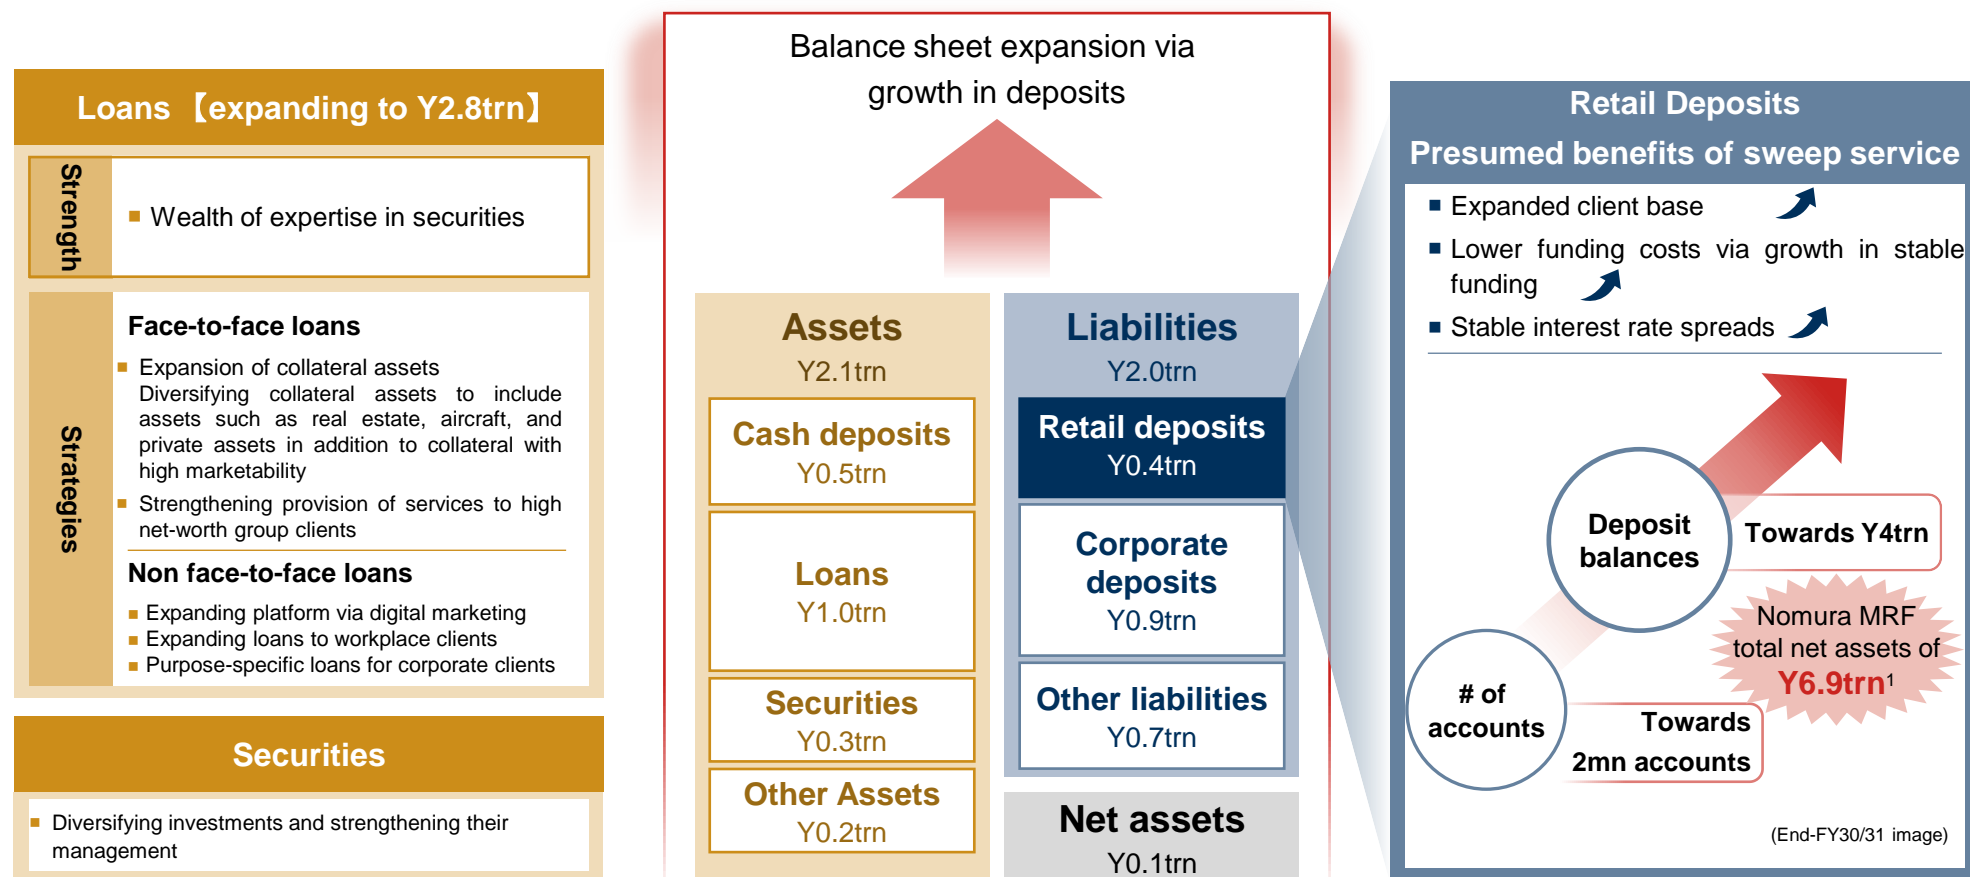 Loans 【expanding to Y2.8trn】
Strength
■ Wealth of expertise in securities
Strategies
Face-to-face loans
■ Expansion of collateral assets
Diversifying collateral assets to include
assets such as real estate, aircraft, and
private assets in addition to collateral with
high marketability
■ Strengthening provision of services to high
net-worth group clients
Non face-to-face loans
■ Expanding platform via digital marketing
■ Expanding loans to workplace clients
■ Purpose-specific loans for corporate clients
Securities
■ Diversifying investments and strengthening their
management
Balance sheet expansion via
growth in deposits
Assets
Y2.1trn
Cash deposits
Y0.5trn
Loans
Y1.0trn
Securities
Y0.3trn
Other Assets
Y0.2trn
Liabilities
Y2.0trn
Retail deposits
Y0.4trn
Corporate
deposits
Y0.9trn
Other liabilities
Y0.7trn
Net assets
Y0.1trn
Retail Deposits
Presumed benefits of sweep service
■ Expanded client base
■ Lower funding costs via growth in stable
funding
■ Stable interest rate spreads
Deposit
balances
Towards Y4trn
Nomura MRF
total net assets of
Y6.9trn¹
# of
accounts
Towards
2mn accounts
(End-FY30/31 image)